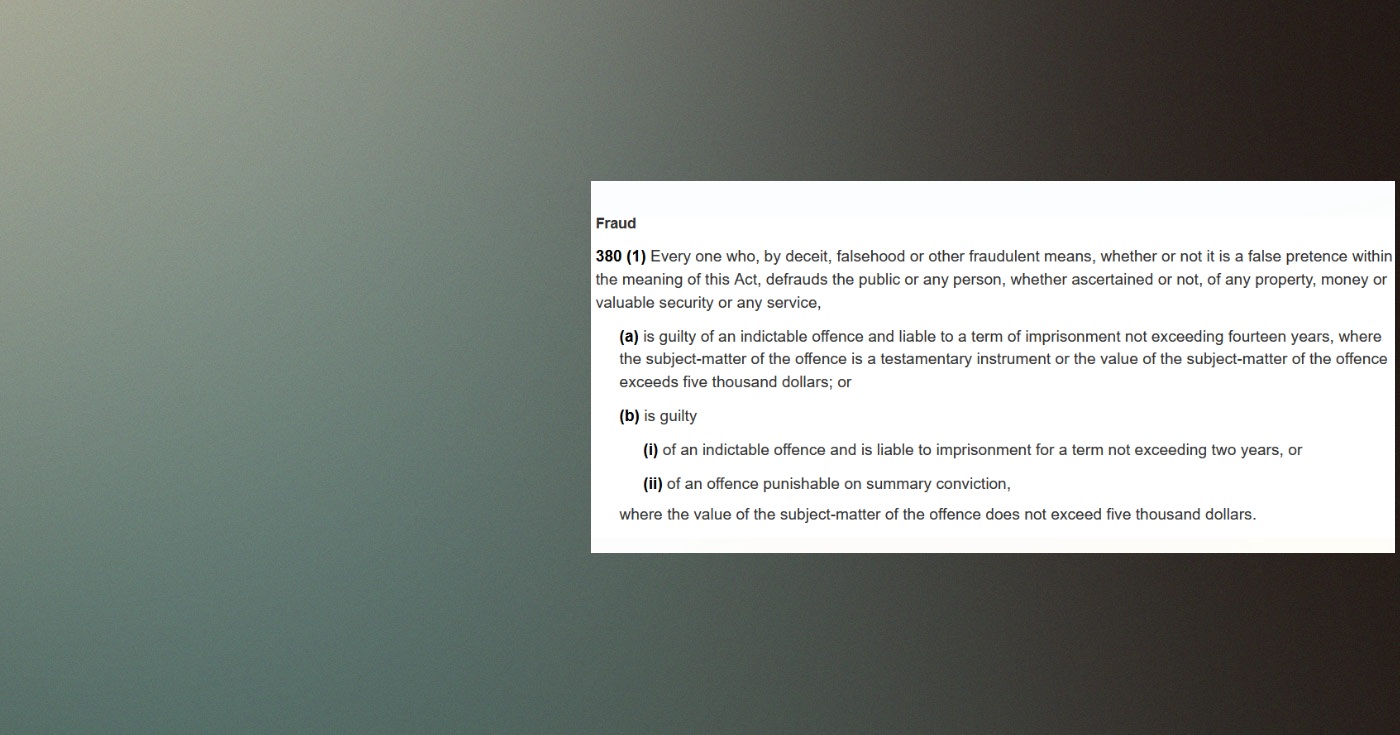 Fraud
380 (1) Every one who, by deceit, falsehood or other fraudulent means, whether or not it is a false pretence within
the meaning of this Act, defrauds the public or any person, whether ascertained or not, of any property, money or
valuable security or any service,
(a) is guilty of an indictable offence and liable to a term of imprisonment not exceeding fourteen years, where
the subject-matter of the offence is a testamentary instrument or the value of the subject-matter of the offence
exceeds five thousand dollars; or
(b) is guilty
(i) of an indictable offence and is liable to imprisonment for a term not exceeding two years, or
(ii) of an offence punishable on summary conviction,
where the value of the subject-matter of the offence does not exceed five thousand dollars.